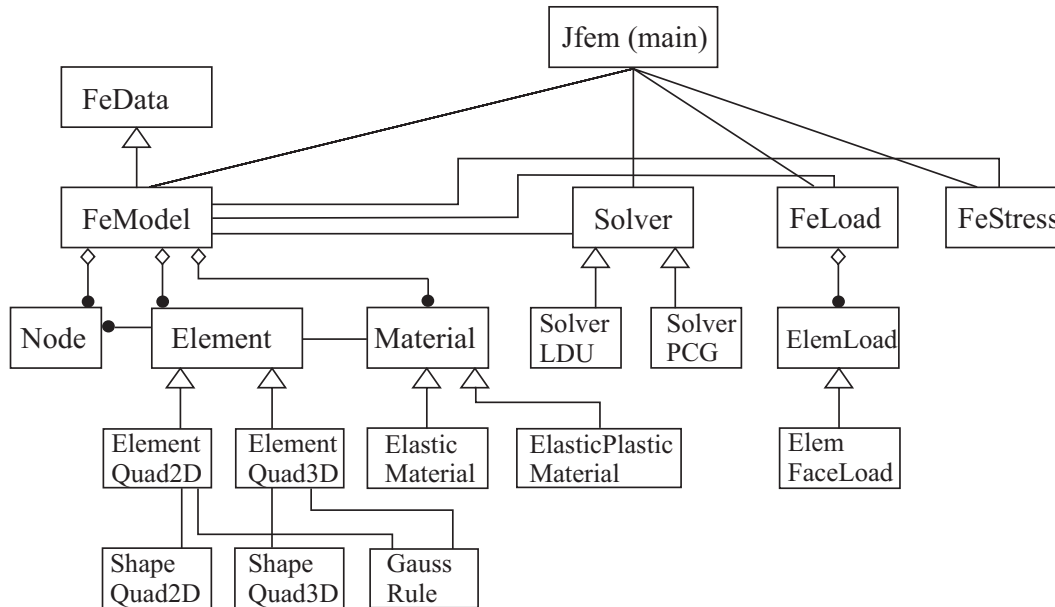 Jfem (main)
FeData
FeModel
Solver
FeLoad
FeStress
Node
Element
Material
Solver
LDU
Solver
PCG
ElemLoad
Element
Quad2D
Element
Quad3D
Elastic
Material
ElasticPlastic
Material
Elem
FaceLoad
Shape
Quad2D
Shape
Quad3D
Gauss
Rule